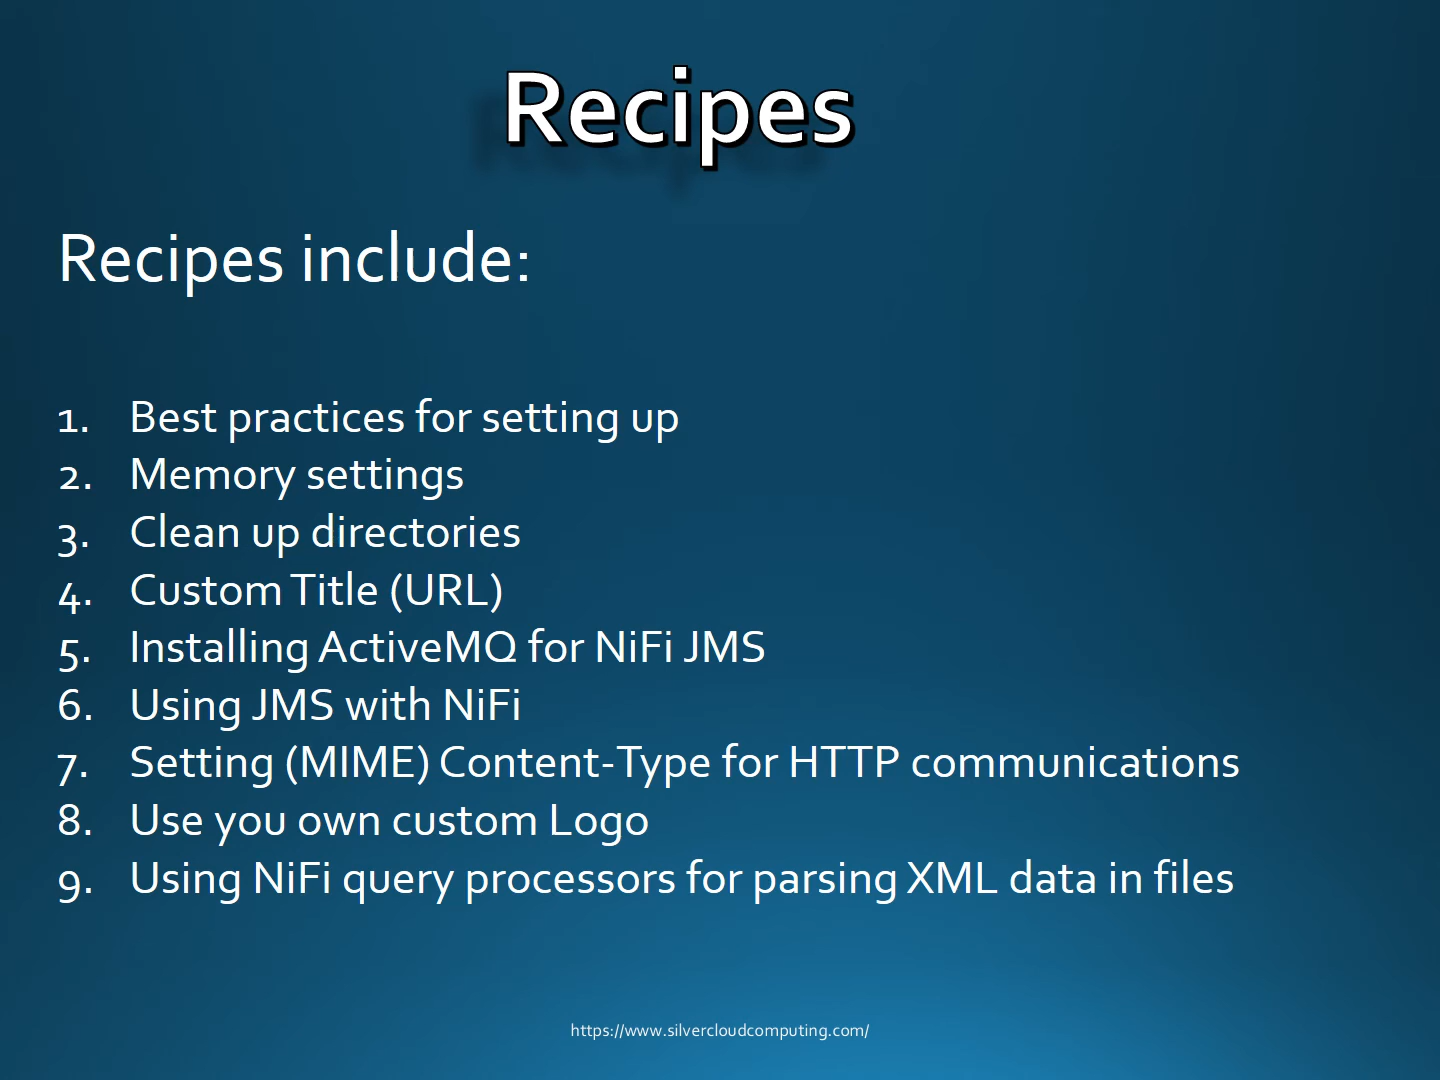 Recipes
Recipes include:
1. Best practices for setting up
2. Memory settings
3. Clean up directories
4. Custom Title (URL)
5. Installing ActiveMQ for NiFi JMS
6. Using JMS with NiFi
7. Setting (MIME) Content-Type for HTTP communications
8. Use you own custom Logo
9. Using NiFi query processors for parsing XML data in files
https://www.silvercloudcomputing.com/